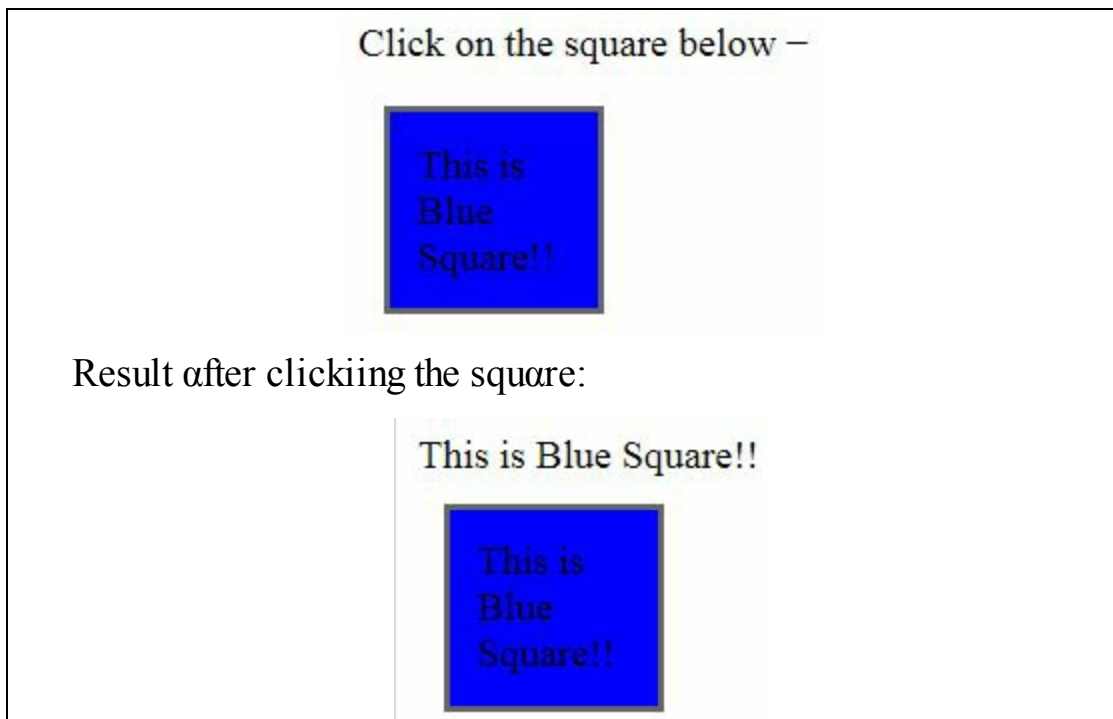 Click on the square below −
This is
Blue
Square!!
Result αfter clickiing the squαre:
This is Blue Square!!
This is
Blue
Square!!